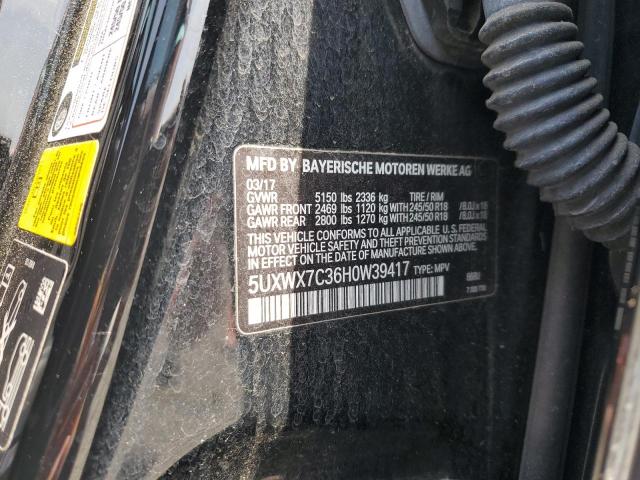 MFD BY BAYERISCHE MOTOREN WERKE AG
03/17
GVWR 5150 lbs 2336 kg TIRE / RIM
GAWR FRONT 2469 lbs 1120 kg WITH 245/50 R18
GAWR REAR 2800 lbs 1270 kg WITH 245/50 R18
THIS VEHICLE CONFORMS TO ALL APPLICABLE U.S. FEDERAL
MOTOR VEHICLE SAFETY AND THEFT PREVENTION STANDARDS
IN EFFECT ON THE DATE OF MANUFACTURE SHOWN ABOVE.
5UXWX7C36H0W39417 TYPE: MPV